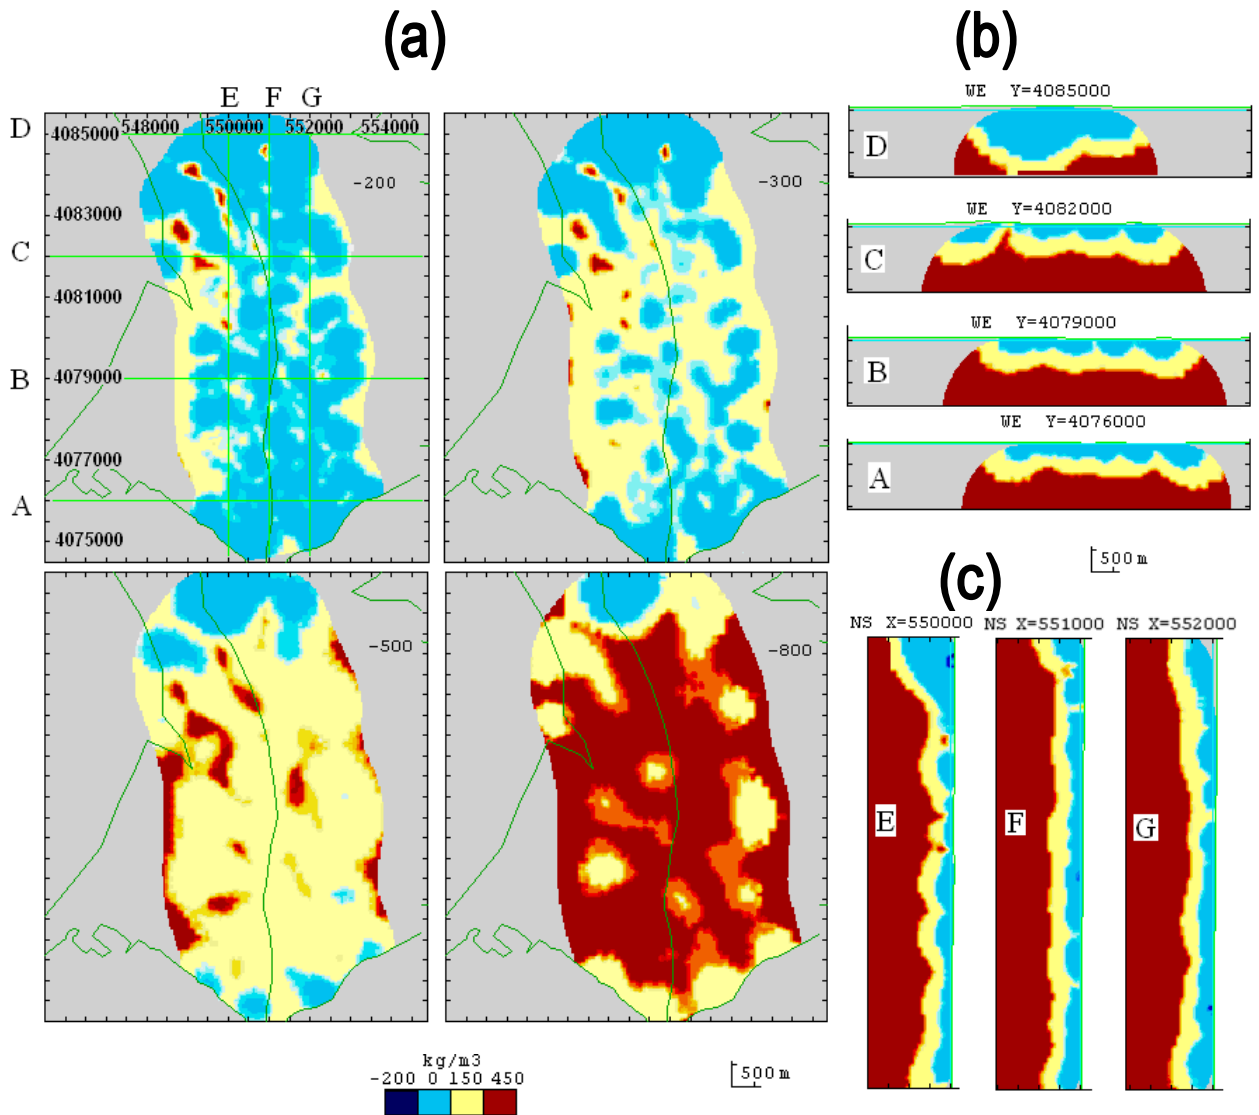 (a)
(b)
E F G
D
548000 550000 552000 554000
4085000
-200
4083000
C
4081000
B
4079000
4077000
A
4075000
-300
-500
-800
WE Y=4085000
D
WE Y=4082000
C
WE Y=4079000
B
WE Y=4076000
A
500 m
(c)
NS X=550000 NS X=551000 NS X=552000
E F G
kg/m3
-200 0 150 450
500 m